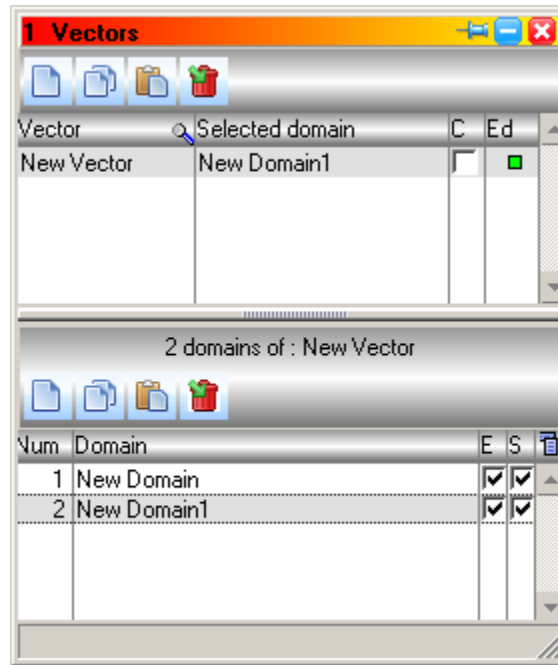 1 Vectors
Vector Selected domain C Ed
New Vector New Domain1
2 domains of : New Vector
Num Domain E S
1 New Domain
2 New Domain1